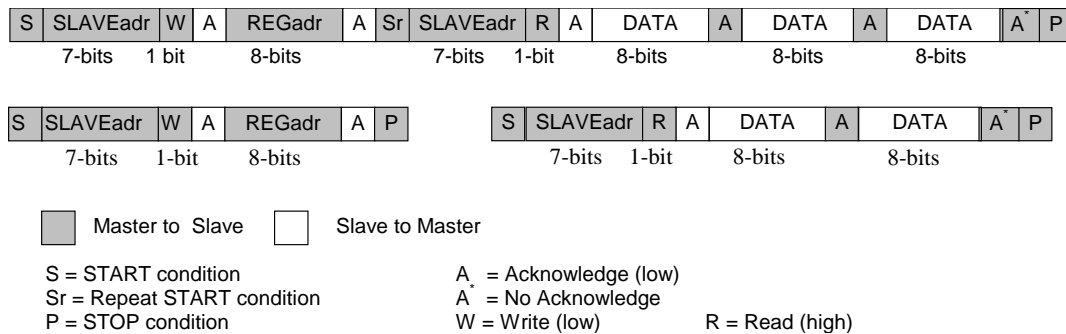 S SLAVEadr W A REGadr A Sr SLAVEadr R A DATA A DATA A DATA A* P
7-bits 1 bit 8-bits 7-bits 1-bit 8-bits 8-bits 8-bits
S SLAVEadr W A REGadr A P
7-bits 1-bit 8-bits
S SLAVEadr R A DATA A DATA A* P
7-bits 1-bit 8-bits 8-bits
Master to Slave Slave to Master
S = START condition A = Acknowledge (low)
Sr = Repeat START condition A* = No Acknowledge
P = STOP condition W = Write (low) R = Read (high)